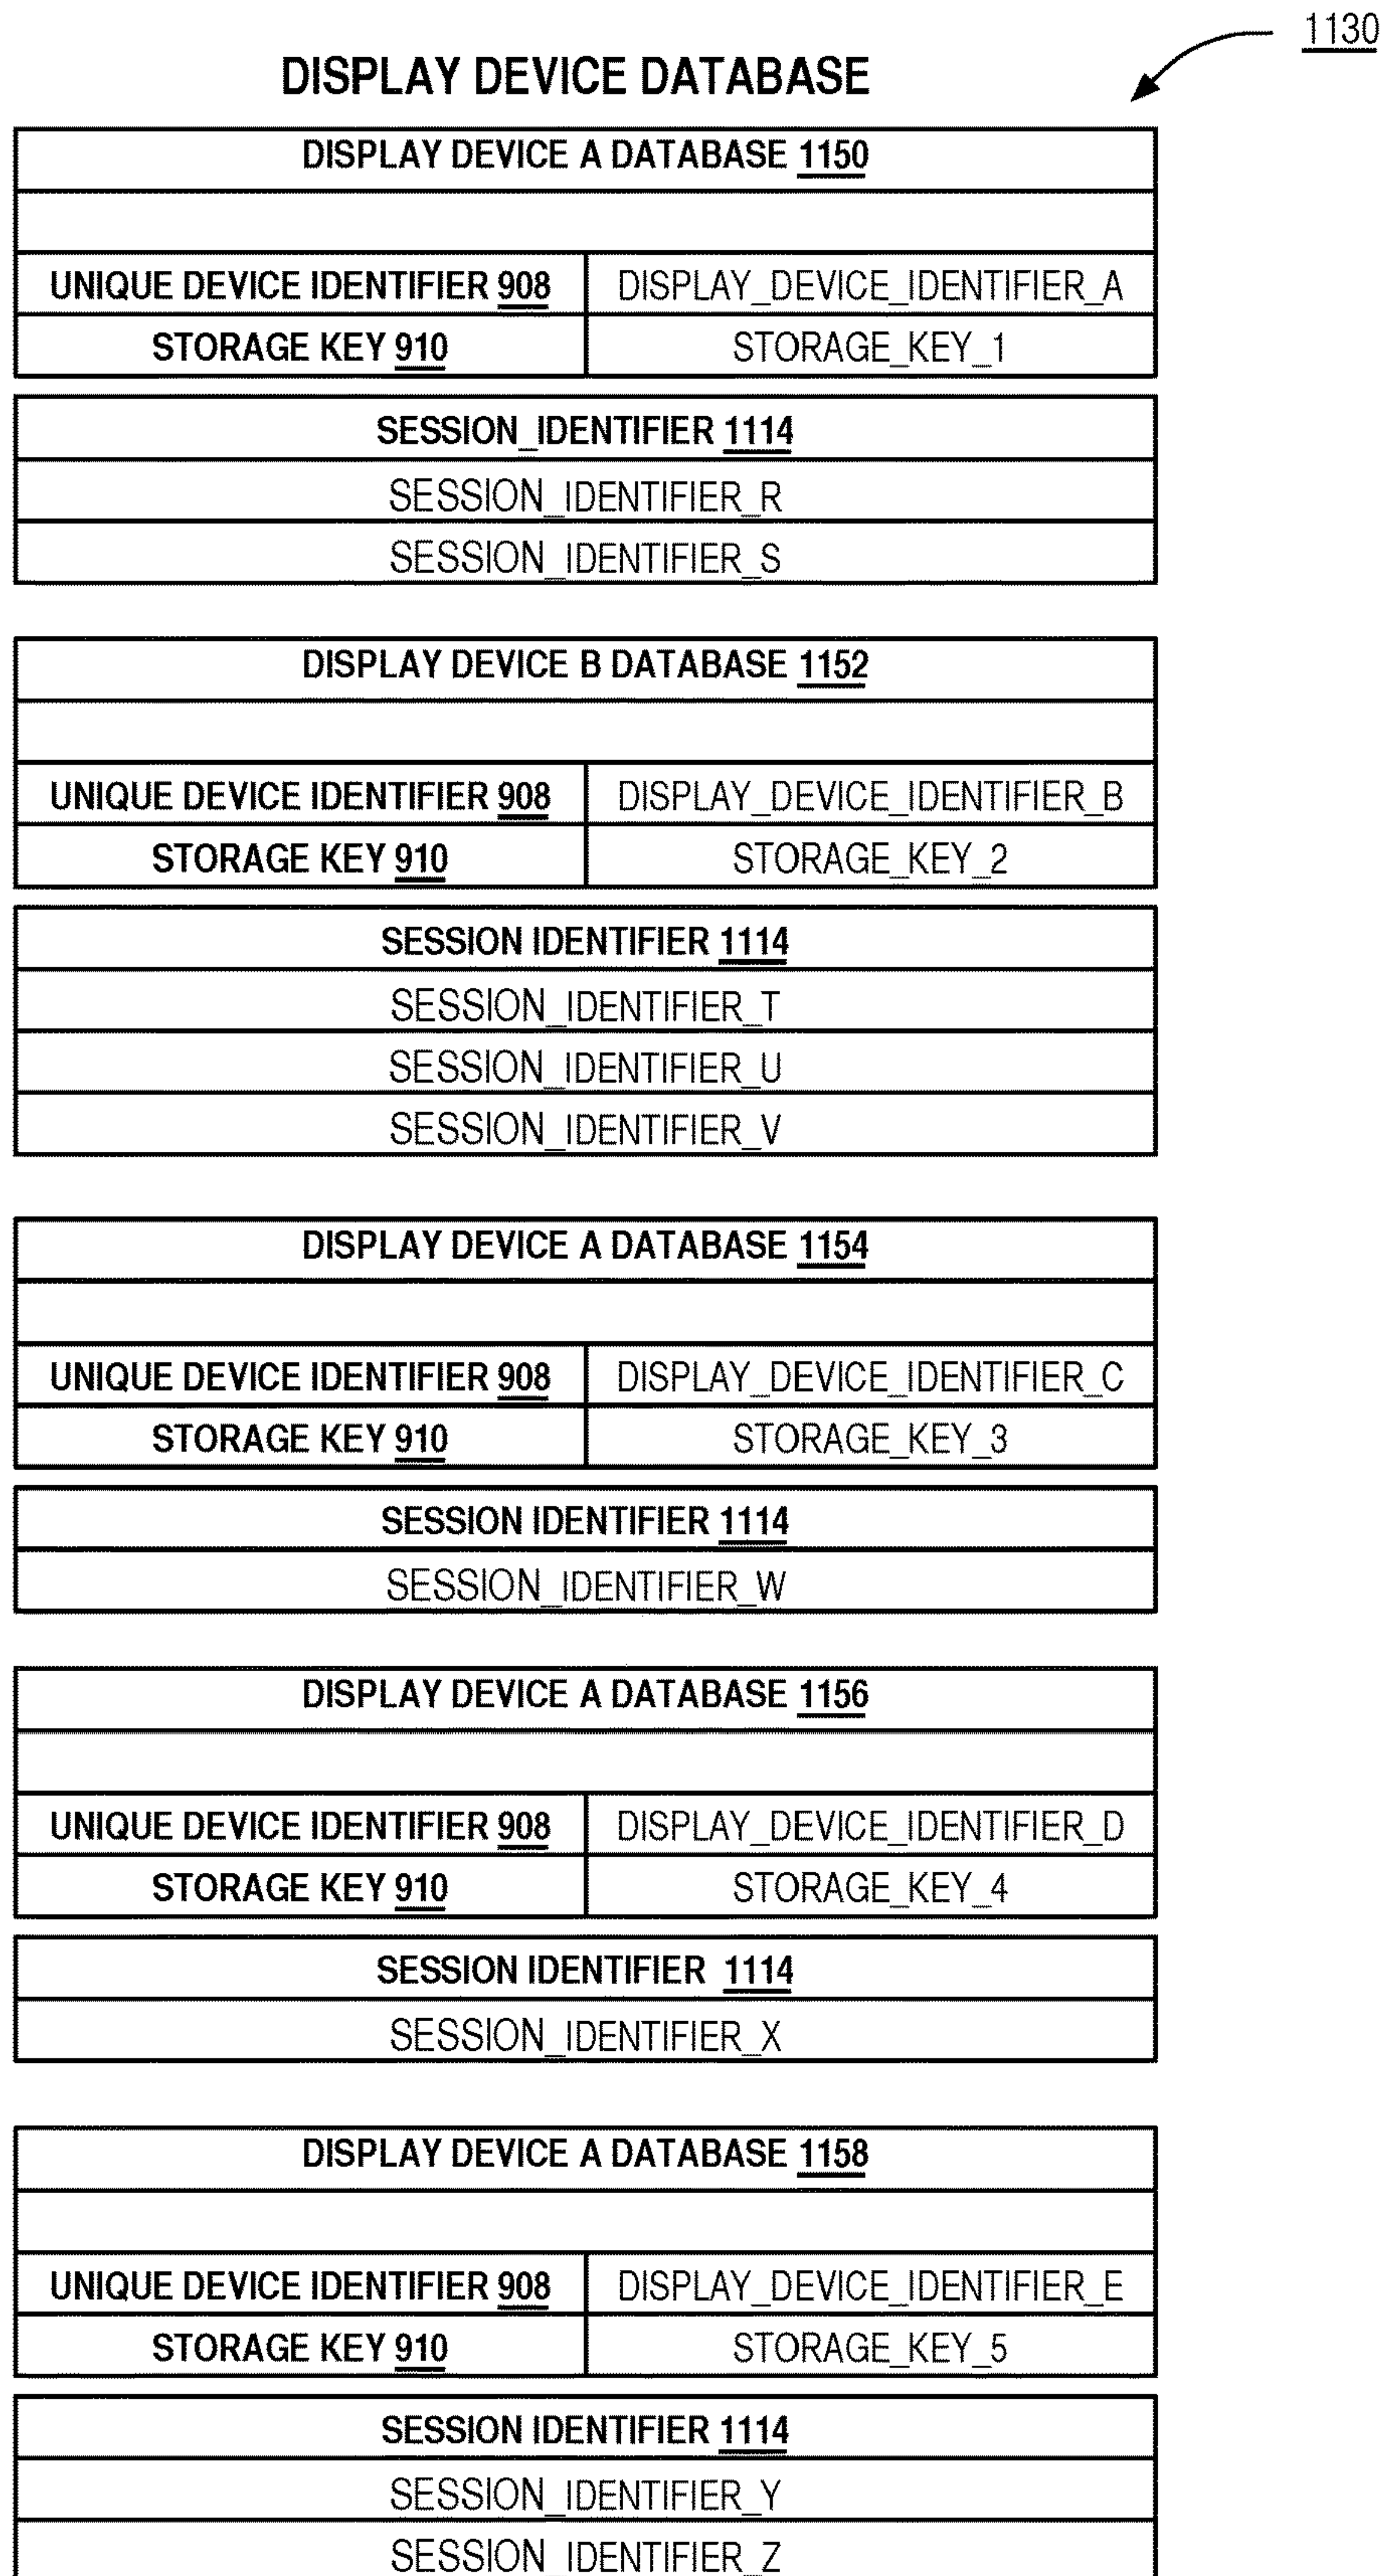 1130
DISPLAY DEVICE DATABASE
DISPLAY DEVICE A DATABASE 1150
UNIQUE DEVICE IDENTIFIER 908 DISPLAY_DEVICE_IDENTIFIER_A
STORAGE KEY 910 STORAGE_KEY_1
SESSION_IDENTIFIER 1114
SESSION_IDENTIFIER_R
SESSION_IDENTIFIER_S
DISPLAY DEVICE B DATABASE 1152
UNIQUE DEVICE IDENTIFIER 908 DISPLAY_DEVICE_IDENTIFIER_B
STORAGE KEY 910 STORAGE_KEY_2
SESSION IDENTIFIER 1114
SESSION_IDENTIFIER_T
SESSION_IDENTIFIER_U
SESSION_IDENTIFIER_V
DISPLAY DEVICE A DATABASE 1154
UNIQUE DEVICE IDENTIFIER 908 DISPLAY_DEVICE_IDENTIFIER_C
STORAGE KEY 910 STORAGE_KEY_3
SESSION IDENTIFIER 1114
SESSION_IDENTIFIER_W
DISPLAY DEVICE A DATABASE 1156
UNIQUE DEVICE IDENTIFIER 908 DISPLAY_DEVICE_IDENTIFIER_D
STORAGE KEY 910 STORAGE_KEY_4
SESSION IDENTIFIER 1114
SESSION_IDENTIFIER_X
DISPLAY DEVICE A DATABASE 1158
UNIQUE DEVICE IDENTIFIER 908 DISPLAY_DEVICE_IDENTIFIER_E
STORAGE KEY 910 STORAGE_KEY_5
SESSION IDENTIFIER 1114
SESSION_IDENTIFIER_Y
SESSION_IDENTIFIER_Z